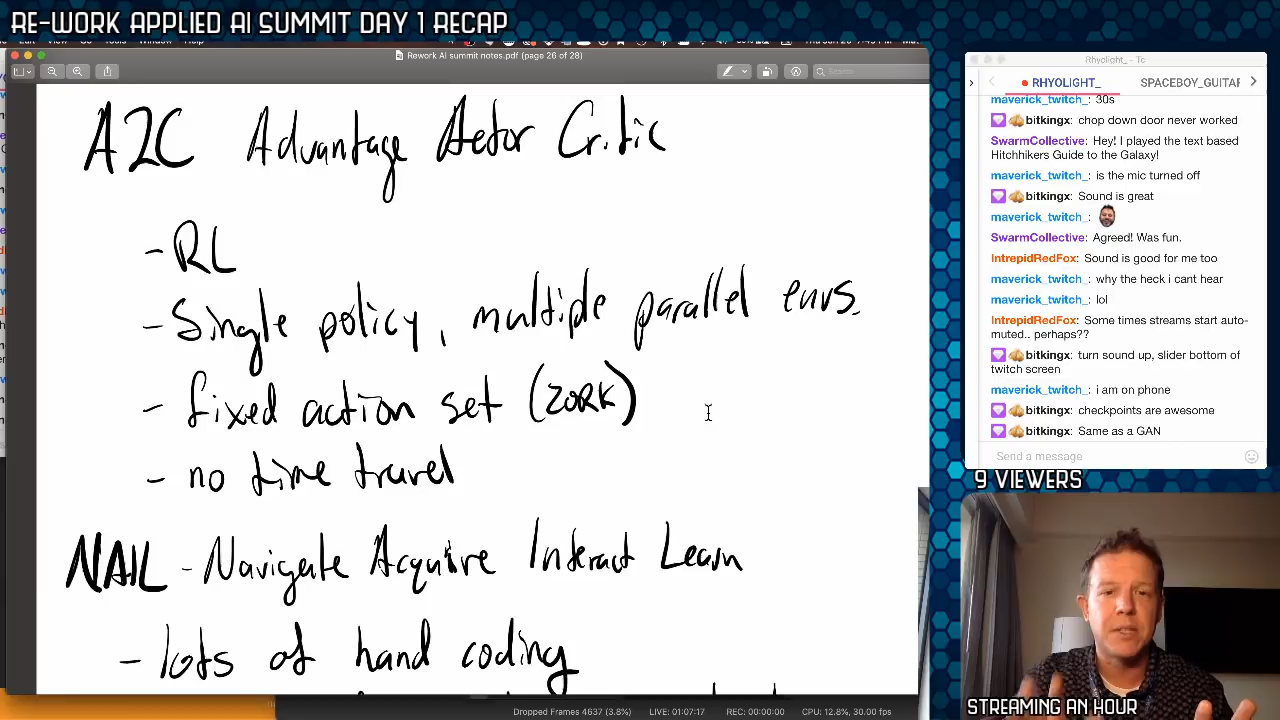 RE-WORK APPLIED AI SUMMIT DAY 1 RECAP
Rework AI summit notes.pdf (page 26 of 28)
Search
A2C Advantage Actor Critic
- RL
- Single policy, multiple parallel envs.
- fixed action set (ZORK)
- no time travel
NAIL - Navigate Acquire Interact Learn
- lots of hand coding
Dropped Frames 4637 (3.8%) LIVE: 01:07:17 REC: 00:00:00 CPU: 12.8%, 30.00 fps
Rhyolight_ - Tc
RHYOLIGHT_ SPACEBOY_GUITAR
maverick_twitch_: 30s
bitkingx: chop down door never worked
SwarmCollective: Hey! I played the text based
Hitchhikers Guide to the Galaxy!
maverick_twitch_: is the mic turned off
bitkingx: Sound is great
maverick_twitch_:
SwarmCollective: Agreed! Was fun.
IntrepidRedFox: Sound is good for me too
maverick_twitch_: why the heck i cant hear
maverick_twitch_: lol
IntrepidRedFox: Some times streams start auto-
muted.. perhaps??
bitkingx: turn sound up, slider bottom of
twitch screen
maverick_twitch_: i am on phone
bitkingx: checkpoints are awesome
bitkingx: Same as a GAN
Send a message
9 VIEWERS
STREAMING AN HOUR